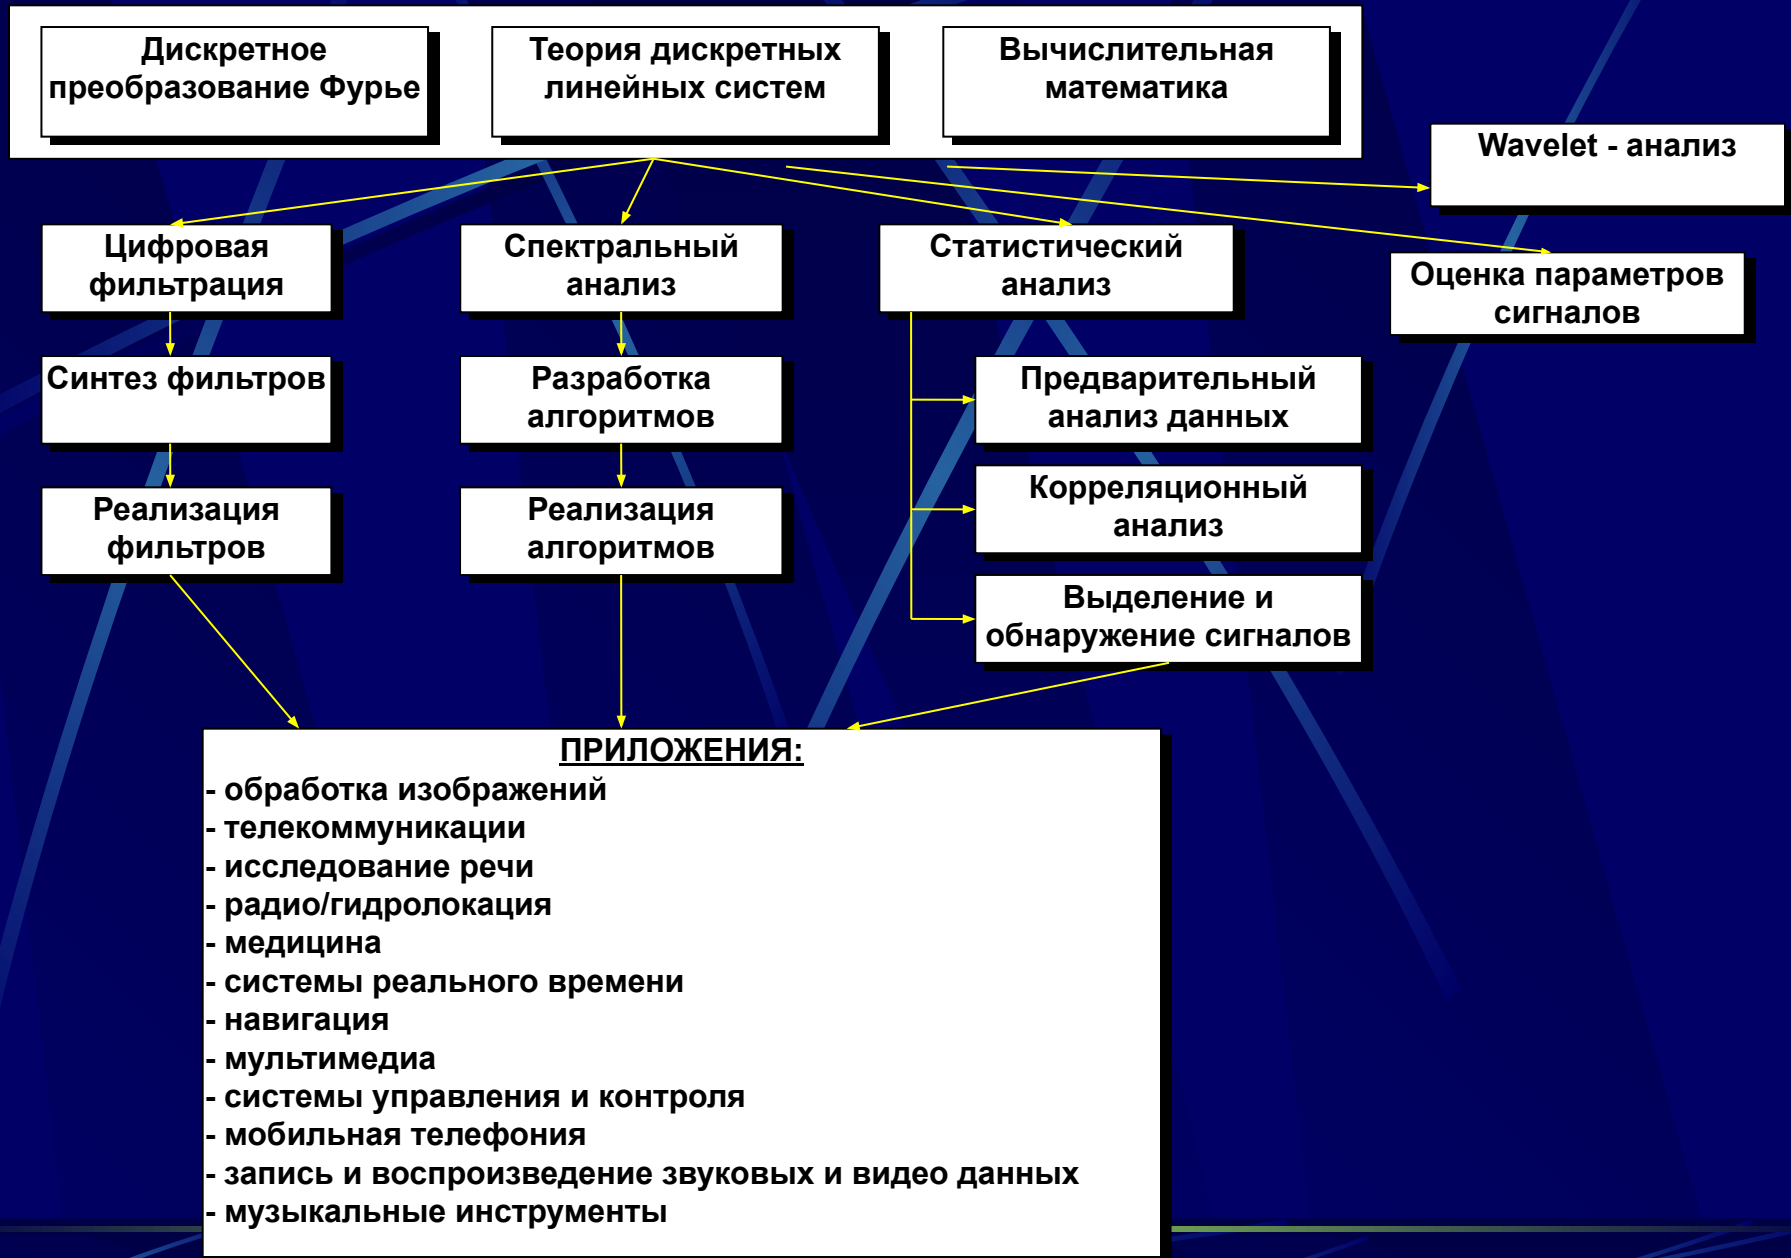 Дискретное
преобразование Фурье
Теория дискретных
линейных систем
Вычислительная
математика
Wavelet - анализ
Цифровая
фильтрация
Спектральный
анализ
Статистический
анализ
Оценка параметров
сигналов
Синтез фильтров
Разработка
алгоритмов
Предварительный
анализ данных
Корреляционный
анализ
Реализация
фильтров
Реализация
алгоритмов
Выделение и
обнаружение сигналов
ПРИЛОЖЕНИЯ:
- обработка изображений
- телекоммуникации
- исследование речи
- радио/гидролокация
- медицина
- системы реального времени
- навигация
- мультимедиа
- системы управления и контроля
- мобильная телефония
- запись и воспроизведение звуковых и видео данных
- музыкальные инструменты